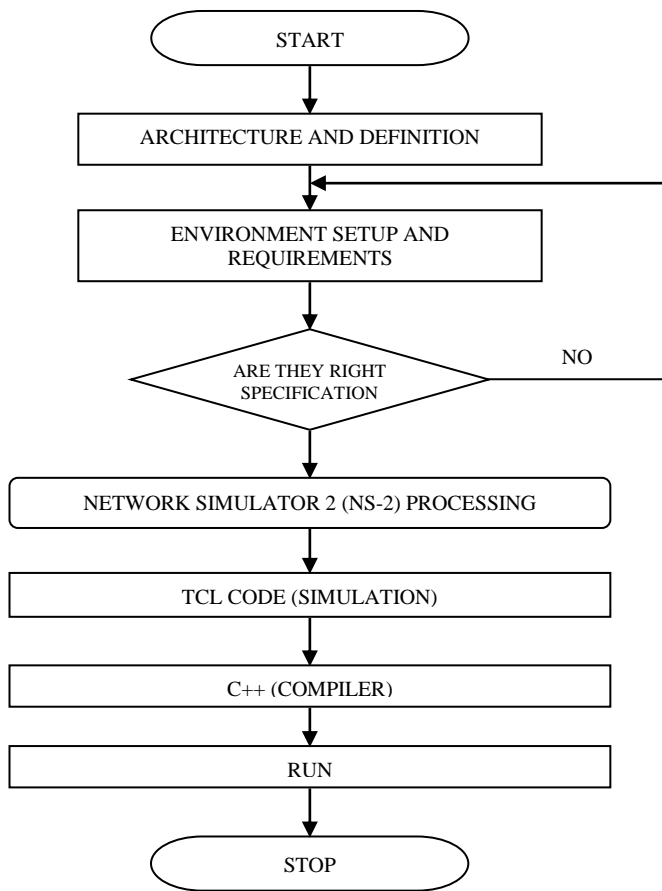 START
ARCHITECTURE AND DEFINITION
ENVIRONMENT SETUP AND
REQUIREMENTS
ARE THEY RIGHT
SPECIFICATION
NO
NETWORK SIMULATOR 2 (NS-2) PROCESSING
TCL CODE (SIMULATION)
C++ (COMPILER)
RUN
STOP